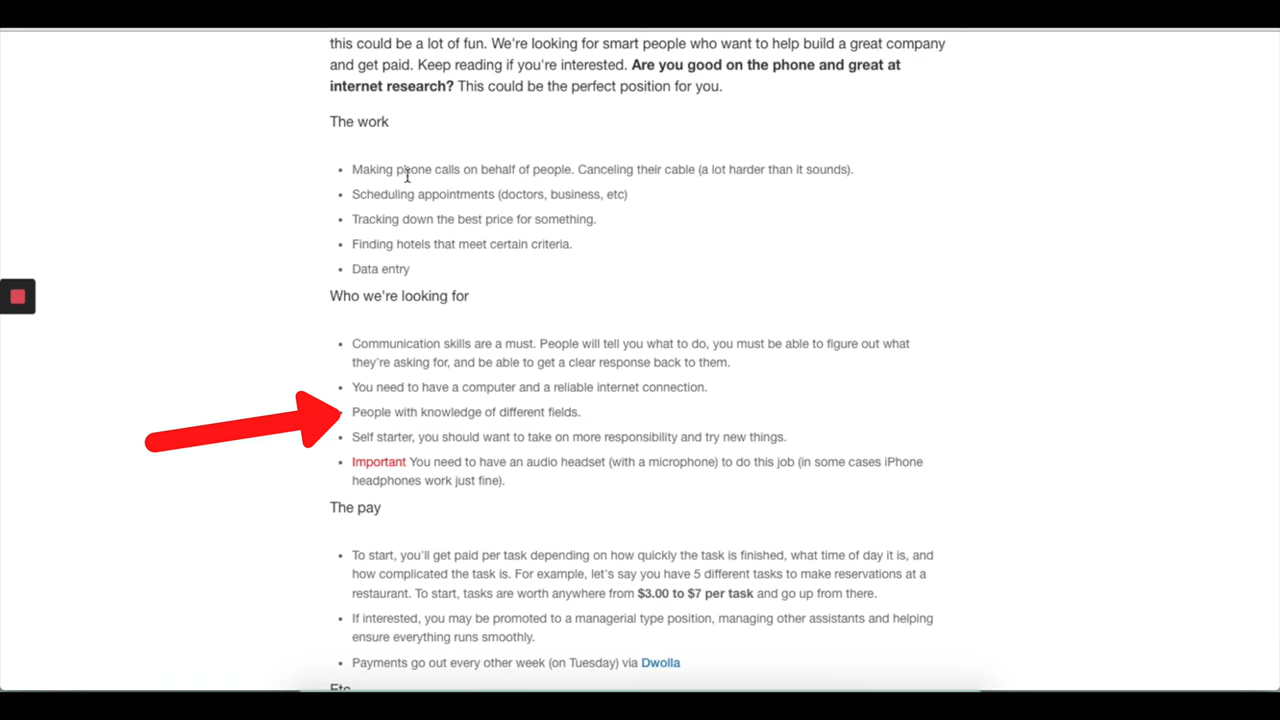 this could be a lot of fun. We're looking for smart people who want to help build a great company
and get paid. Keep reading if you're interested. Are you good on the phone and great at
internet research? This could be the perfect position for you.
The work
• Making phone calls on behalf of people. Canceling their cable (a lot harder than it sounds).
• Scheduling appointments (doctors, business, etc)
• Tracking down the best price for something.
• Finding hotels that meet certain criteria.
• Data entry
Who we're looking for
• Communication skills are a must. People will tell you what to do, you must be able to figure out what
they're asking for, and be able to get a clear response back to them.
• You need to have a computer and a reliable internet connection.
People with knowledge of different fields.
• Self starter, you should want to take on more responsibility and try new things.
• Important You need to have an audio headset (with a microphone) to do this job (in some cases iPhone
headphones work just fine).
The pay
• To start, you'll get paid per task depending on how quickly the task is finished, what time of day it is, and
how complicated the task is. For example, let's say you have 5 different tasks to make reservations at a
restaurant. To start, tasks are worth anywhere from $3.00 to $7 per task and go up from there.
• If interested, you may be promoted to a managerial type position, managing other assistants and helping
ensure everything runs smoothly.
• Payments go out every other week (on Tuesday) via Dwolla
Etc